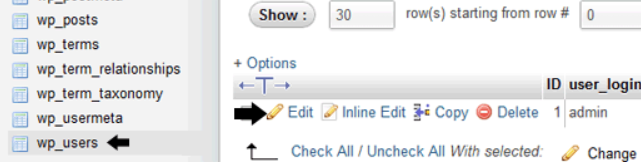 wp_postmeta
wp_posts
wp_terms
wp_term_relationships
wp_term_taxonomy
wp_usermeta
wp_users
Show : 30 row(s) starting from row # 0
+ Options
ID user_login
Edit Inline Edit Copy Delete 1 admin
Check All / Uncheck All With selected: Change